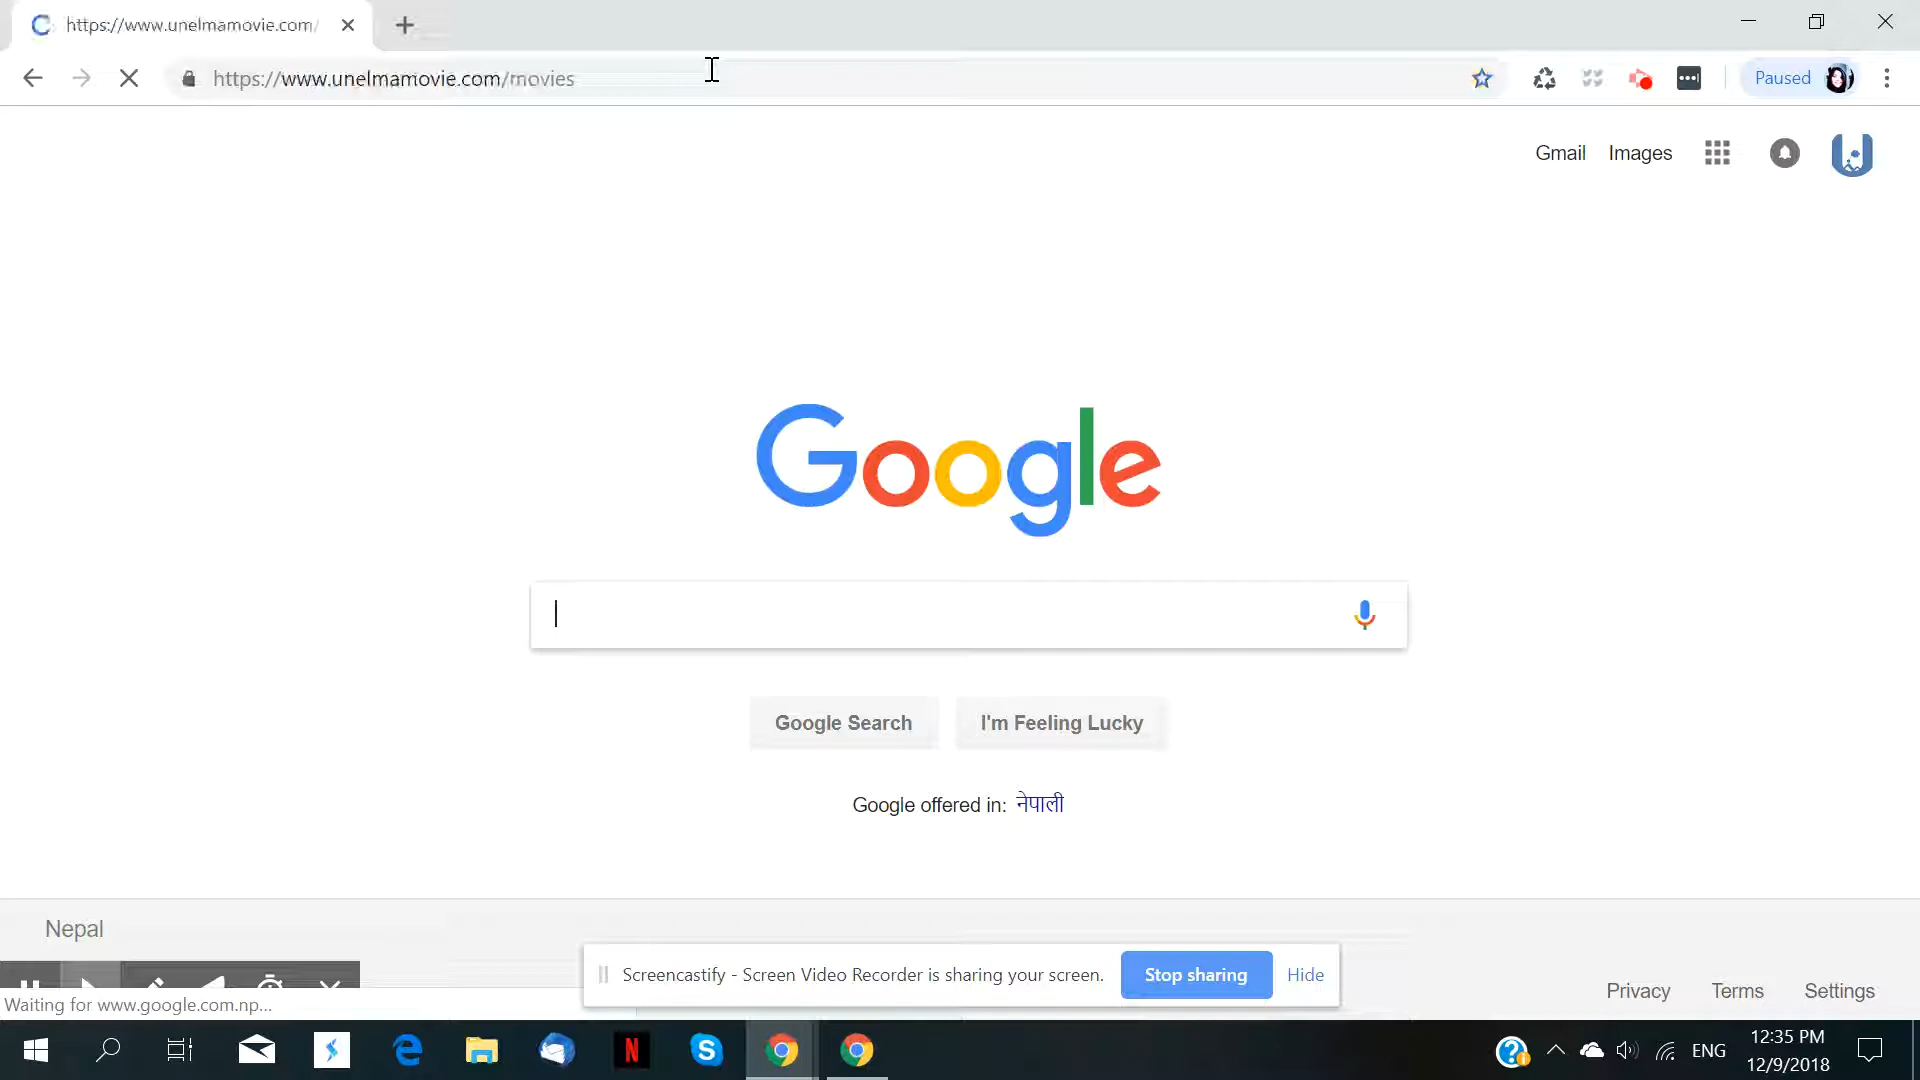 https://www.unelmamovie.com/
https://www.unelmamovie.com/movies
Paused
Gmail Images
Google
Google Search I'm Feeling Lucky
Google offered in: नेपाली
Nepal
Screencastify - Screen Video Recorder is sharing your screen. Stop sharing Hide
Privacy Terms Settings
Waiting for www.google.com.np...
ENG
12:35 PM
12/9/2018